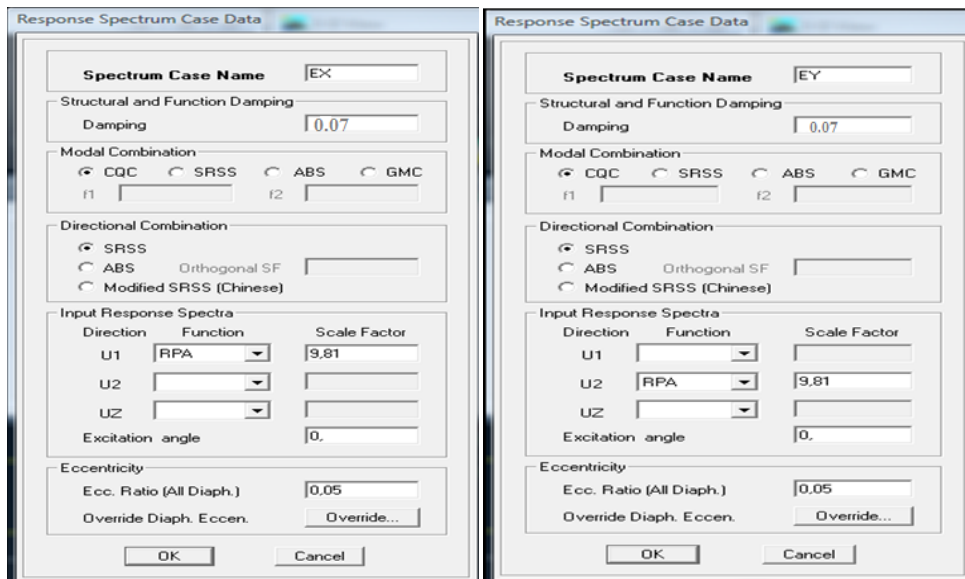 Response Spectrum Case Data
Spectrum Case Name EX
Structural and Function Damping
Damping 0.07
Modal Combination
CQC SRSS ABS GMC
f1 f2
Directional Combination
SRSS
ABS Orthogonal SF
Modified SRSS (Chinese)
Input Response Spectra
Direction Function Scale Factor
U1 RPA 9,81
U2
UZ
Excitation angle 0,
Eccentricity
Ecc. Ratio (All Diaph.) 0,05
Override Diaph. Eccen. Override...
OK Cancel
Response Spectrum Case Data
Spectrum Case Name EY
Structural and Function Damping
Damping 0.07
Modal Combination
CQC SRSS ABS GMC
f1 f2
Directional Combination
SRSS
ABS Orthogonal SF
Modified SRSS (Chinese)
Input Response Spectra
Direction Function Scale Factor
U1
U2 RPA 9,81
UZ
Excitation angle 0,
Eccentricity
Ecc. Ratio (All Diaph.) 0,05
Override Diaph. Eccen. Override...
OK Cancel